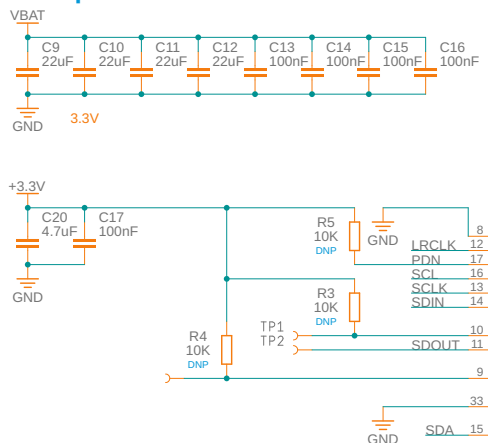 VBAT
C9 C10 C11 C12 C13 C14 C15 C16
22uF 22uF 22uF 22uF 100nF 100nF 100nF 100nF
GND 3.3V
+3.3V
C20 C17
4.7uF 100nF
GND
R5
10K
DNP
GND
8
LRCLK 12
PDN 17
SCL 16
SCLK 13
SDIN 14
R3
10K
DNP
TP1 10
TP2 SDOUT 11
R4
10K
DNP
9
33
GND
SDA 15